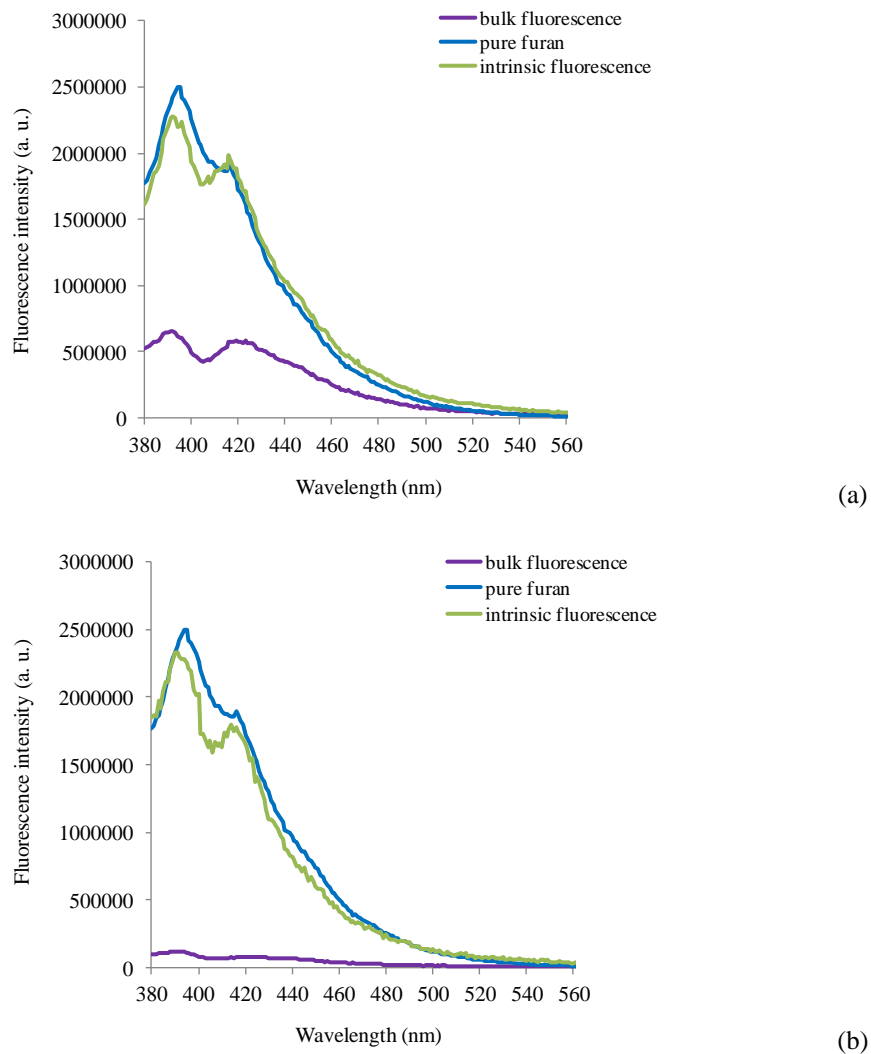 bulk fluorescence
pure furan
intrinsic fluorescence
3000000
2500000
2000000
1500000
1000000
500000
0
Fluorescence intensity (a. u.)
380 400 420 440 460 480 500 520 540 560
Wavelength (nm)
(a)
bulk fluorescence
pure furan
intrinsic fluorescence
3000000
2500000
2000000
1500000
1000000
500000
0
Fluorescence intensity (a. u.)
380 400 420 440 460 480 500 520 540 560
Wavelength (nm)
(b)